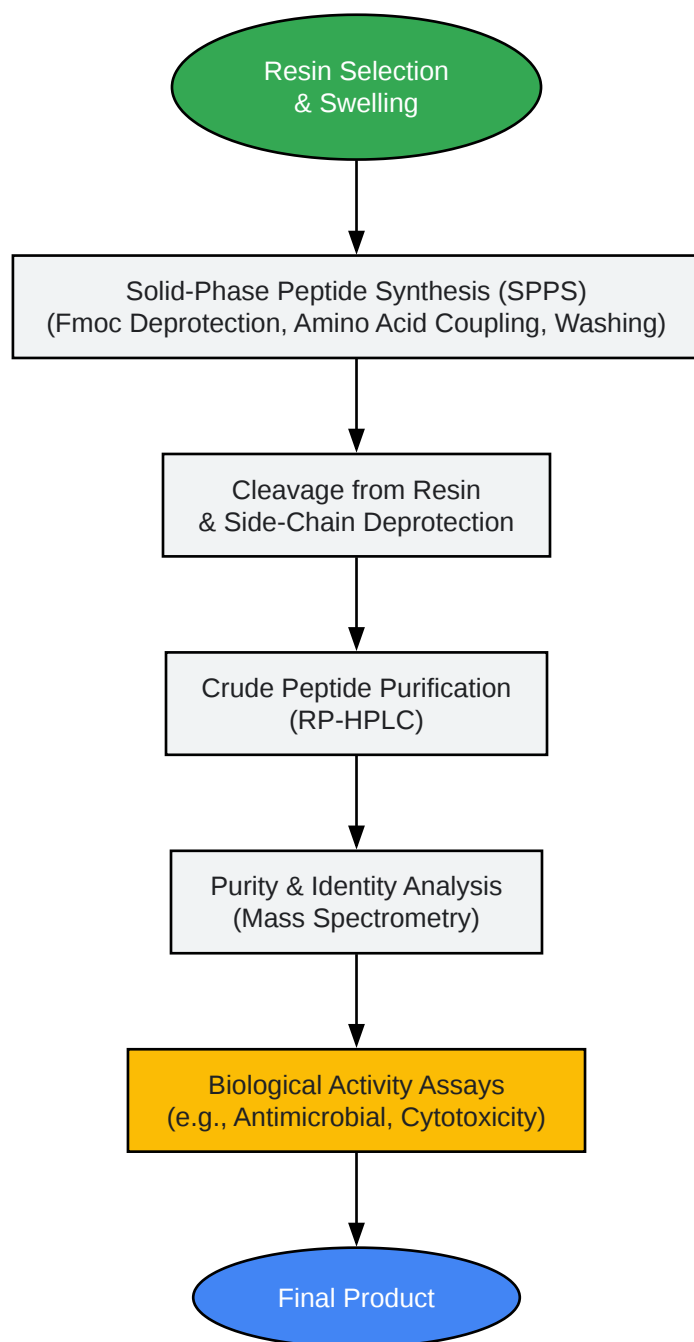 Resin Selection
& Swelling
Solid-Phase Peptide Synthesis (SPPS)
(Fmoc Deprotection, Amino Acid Coupling, Washing)
Cleavage from Resin
& Side-Chain Deprotection
Crude Peptide Purification
(RP-HPLC)
Purity & Identity Analysis
(Mass Spectrometry)
Biological Activity Assays
(e.g., Antimicrobial, Cytotoxicity)
Final Product